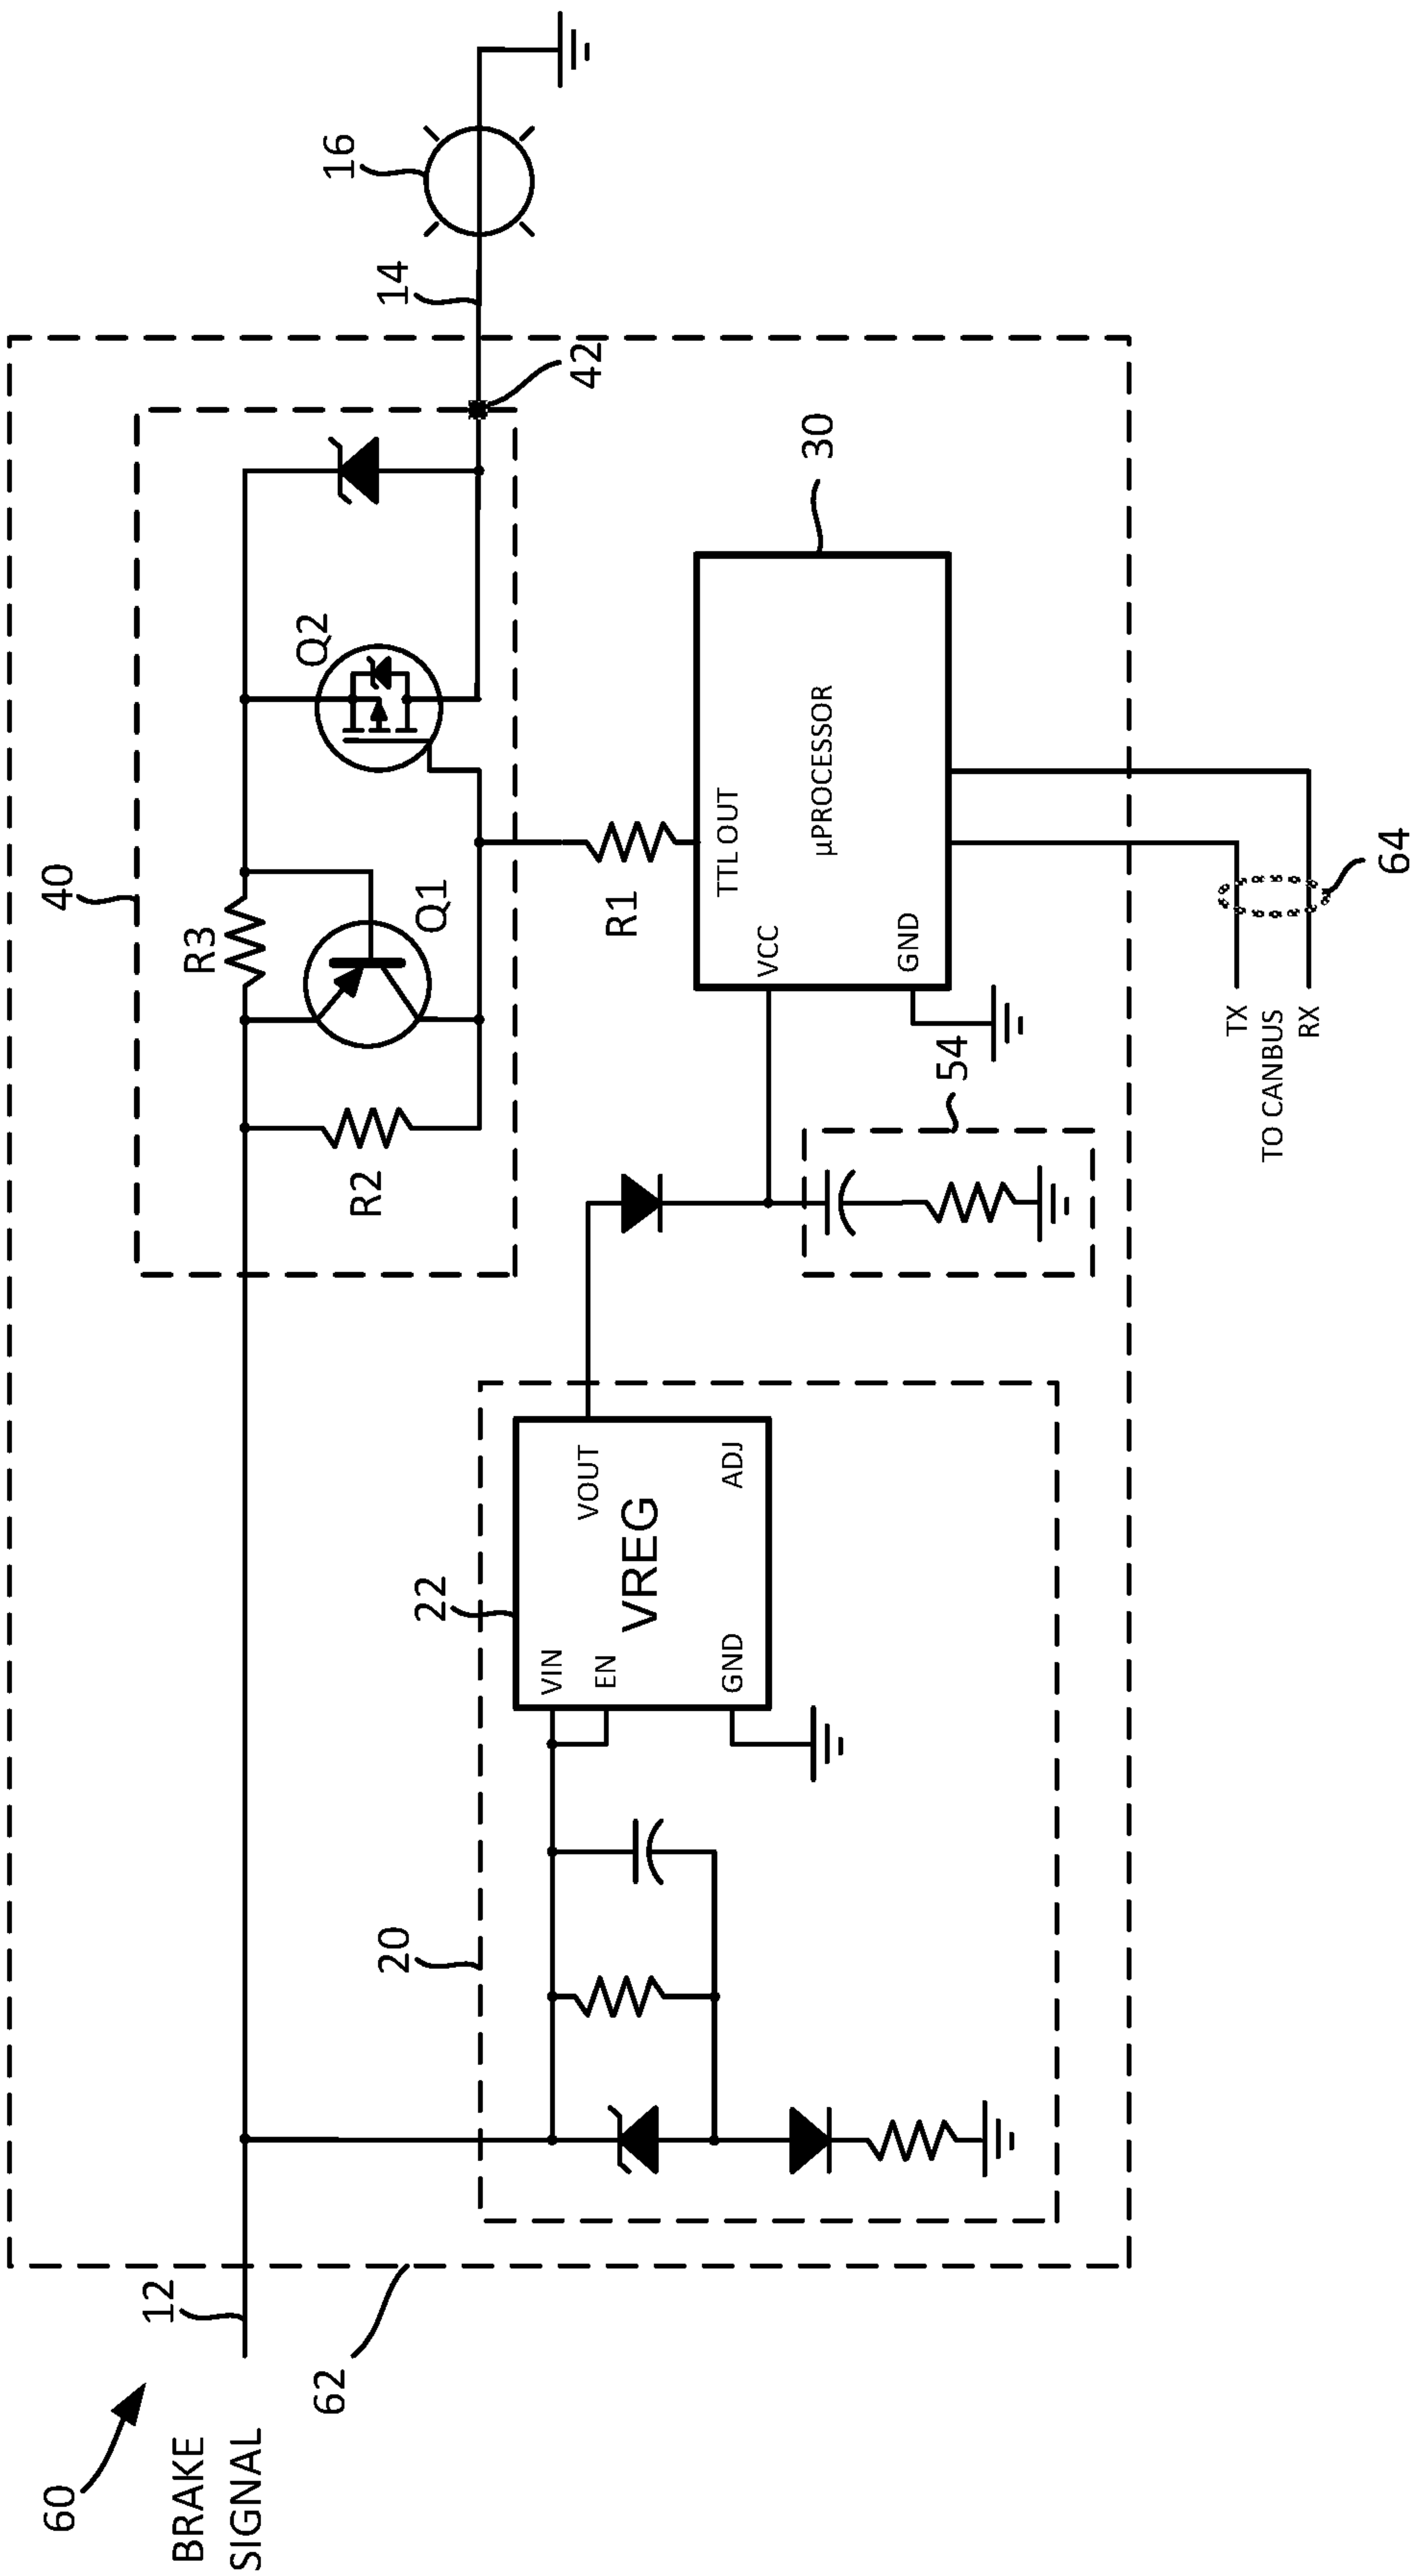 60
BRAKE
SIGNAL
12
62
40
R3
R2
Q1
Q2
42
14
16
20
22
VIN
EN
GND
VREG
VOUT
ADJ
R1
30
TTL OUT
VCC
GND
µPROCESSOR
54
TX
TO CANBUS
RX
64